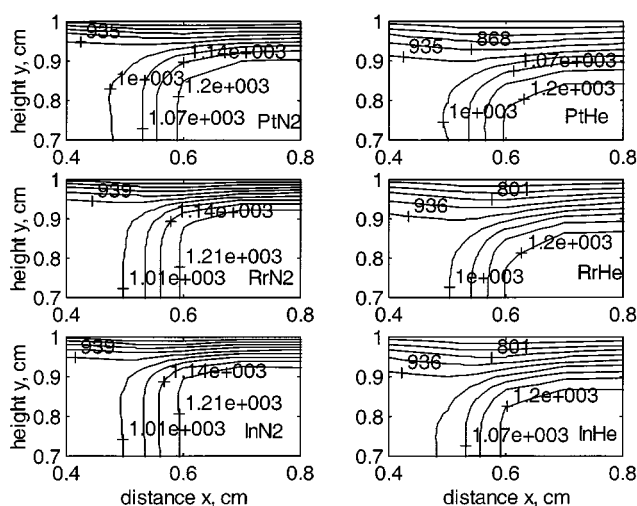 1
935
1.14e+003
0.9
1e+003
1.2e+003
0.8
1.07e+003
PtN2
0.7
0.4 0.6 0.8
height y, cm
1
868
935
1.07e+003
0.9
1.2e+003
0.8
1e+003
PtHe
0.7
0.4 0.6 0.8
1
939
1.14e+003
0.9
1.21e+003
0.8
1.01e+003
RrN2
0.7
0.4 0.6 0.8
height y, cm
1
801
936
0.9
1.2e+003
0.8
1e+003
RrHe
0.7
0.4 0.6 0.8
1
939
1.14e+003
0.9
1.21e+003
0.8
1.01e+003
InN2
0.7
0.4 0.6 0.8
height y, cm
distance x, cm
1
801
936
0.9
1.2e+003
0.8
1.07e+003
InHe
0.7
0.4 0.6 0.8
distance x, cm